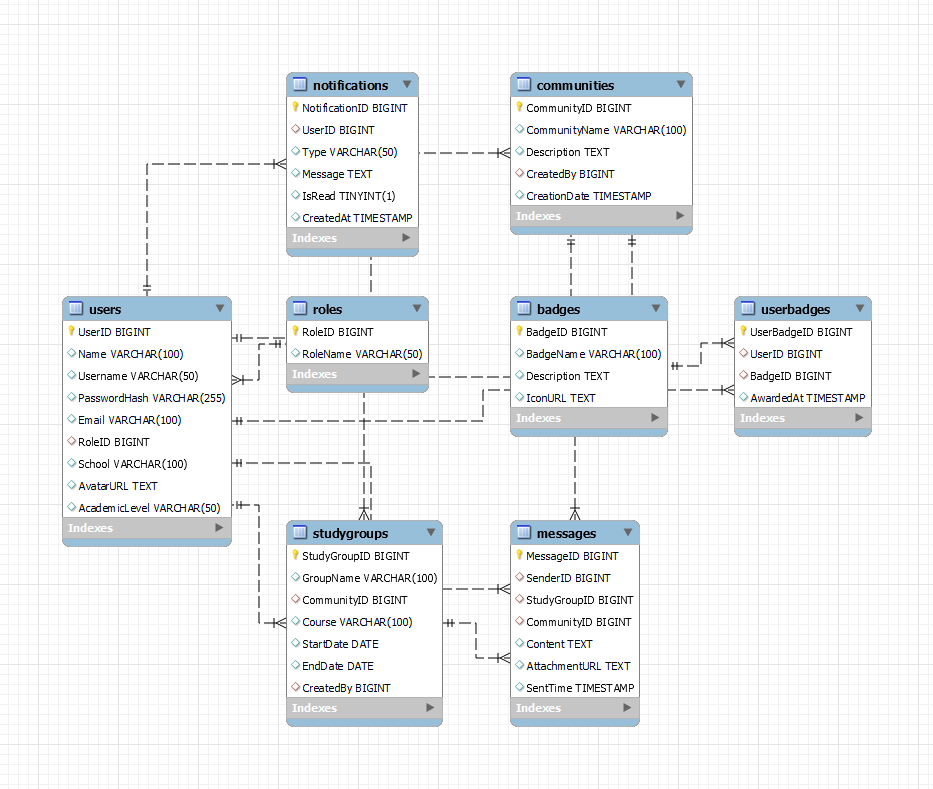 notifications
NotificationID BIGINT
UserID BIGINT
Type VARCHAR(50)
Message TEXT
IsRead TINYINT(1)
CreatedAt TIMESTAMP
Indexes
communities
CommunityID BIGINT
CommunityName VARCHAR(100)
Description TEXT
CreatedBy BIGINT
CreationDate TIMESTAMP
Indexes
users
UserID BIGINT
Name VARCHAR(100)
Username VARCHAR(50)
PasswordHash VARCHAR(255)
Email VARCHAR(100)
RoleID BIGINT
School VARCHAR(100)
AvatarURL TEXT
AcademicLevel VARCHAR(50)
Indexes
roles
RoleID BIGINT
RoleName VARCHAR(50)
Indexes
badges
BadgeID BIGINT
BadgeName VARCHAR(100)
Description TEXT
IconURL TEXT
Indexes
userbadges
UserBadgeID BIGINT
UserID BIGINT
BadgeID BIGINT
AwardedAt TIMESTAMP
Indexes
studygroups
StudyGroupID BIGINT
GroupName VARCHAR(100)
CommunityID BIGINT
Course VARCHAR(100)
StartDate DATE
EndDate DATE
CreatedBy BIGINT
Indexes
messages
MessageID BIGINT
SenderID BIGINT
StudyGroupID BIGINT
CommunityID BIGINT
Content TEXT
AttachmentURL TEXT
SentTime TIMESTAMP
Indexes